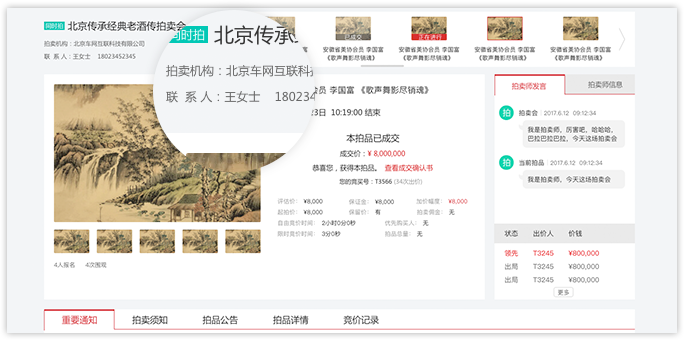 同时拍 北京传承经典老酒传拍卖会
拍卖机构：北京车网互联科技有限公司
联 系 人：王女士 18023452345
同时拍 北京传承
拍卖机构：北京车网互联科技
联 系 人：王女士 180234
已成交
正在进行
安徽省美协会员 李国富
《歌声舞影尽销魂》
安徽省美协会员 李国富
《歌声舞影尽销魂》
安徽省美协会员 李国富
《歌声舞影尽销魂》
安徽省美协会员 李国富
《歌声舞影尽销魂》
会员 李国富 《歌声舞影尽销魂》
3日 10:19:00 结束
本拍品已成交
成交价：¥ 8,000,000
恭喜您，获得本拍品。 查看成交确认书
您的竞买号：T3566 (34次出价)
评估价： ¥8,000 保证金： ¥8,000 加价幅度： ¥8,000
起拍价： ¥8,000 保留价： 有 拍卖佣金： 无
自由竞价时间： 2小时0分0秒 优先购买人： 无
限时竞价时间： 3分0秒 拍品总量： 无
4人报名 4次围观
拍卖师发言 拍卖师信息
拍 拍卖会 2017.6.12 09:12:34
我是拍卖师，厉害吧，哈哈哈，
巴拉巴拉巴拉，今天这场拍卖会
拍 当前拍品 2017.6.12 09:12:34
我是拍卖师，今天这场拍卖会
状态 出价人 价钱
领先 T3245 ¥800,000
出局 T3245 ¥800,000
出局 T3245 ¥800,000
更多
重要通知 拍卖须知 拍品公告 拍品详情 竞价记录